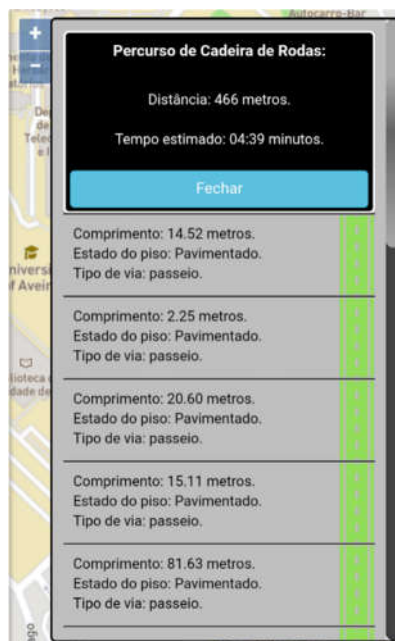 Autocarro-Bar
+
−
Percurso de Cadeira de Rodas:
Distância: 466 metros.
Tempo estimado: 04:39 minutos.
Fechar
Comprimento: 14.52 metros.
Estado do piso: Pavimentado.
Tipo de via: passeio.
Comprimento: 2.25 metros.
Estado do piso: Pavimentado.
Tipo de via: passeio.
Comprimento: 20.60 metros.
Estado do piso: Pavimentado.
Tipo de via: passeio.
Comprimento: 15.11 metros.
Estado do piso: Pavimentado.
Tipo de via: passeio.
Comprimento: 81.63 metros.
Estado do piso: Pavimentado.
Tipo de via: passeio.